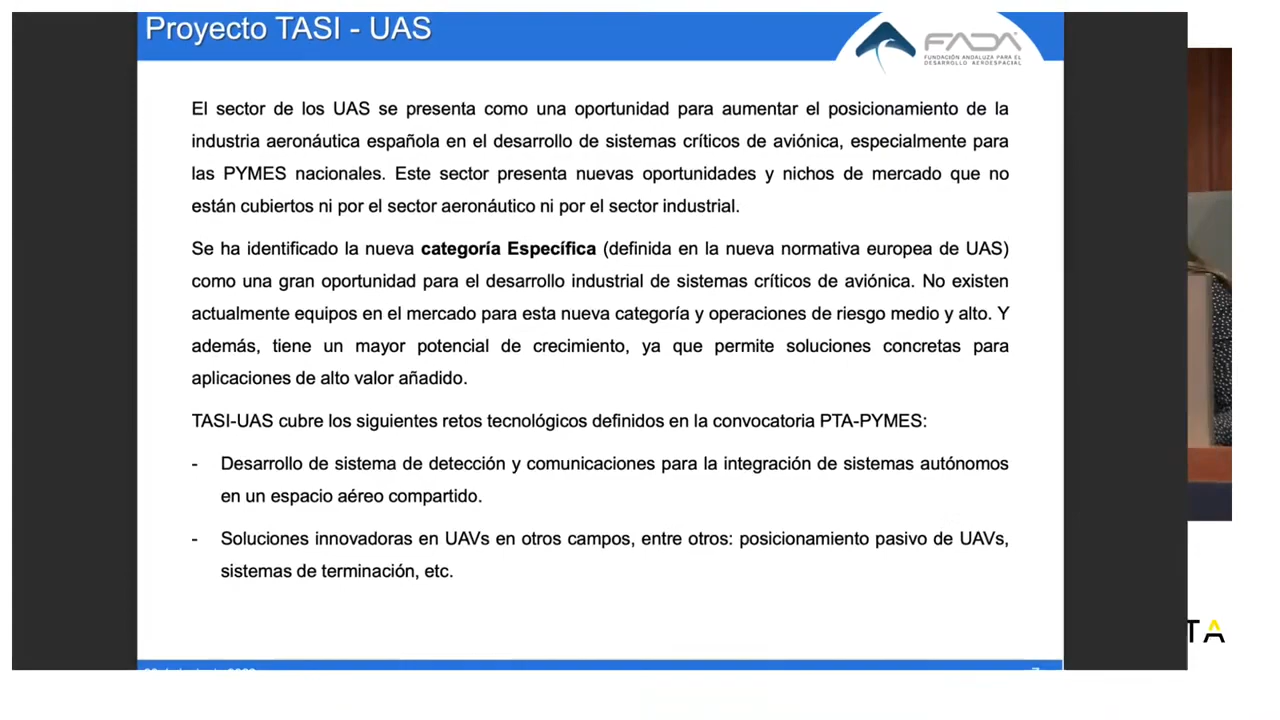 Proyecto TASI - UAS
FADA
FUNDACIÓN ANDALUZA PARA EL
DESARROLLO AEROESPACIAL
El sector de los UAS se presenta como una oportunidad para aumentar el posicionamiento de la
industria aeronáutica española en el desarrollo de sistemas críticos de aviónica, especialmente para
las PYMES nacionales. Este sector presenta nuevas oportunidades y nichos de mercado que no
están cubiertos ni por el sector aeronáutico ni por el sector industrial.
Se ha identificado la nueva categoría Específica (definida en la nueva normativa europea de UAS)
como una gran oportunidad para el desarrollo industrial de sistemas críticos de aviónica. No existen
actualmente equipos en el mercado para esta nueva categoría y operaciones de riesgo medio y alto. Y
además, tiene un mayor potencial de crecimiento, ya que permite soluciones concretas para
aplicaciones de alto valor añadido.
TASI-UAS cubre los siguientes retos tecnológicos definidos en la convocatoria PTA-PYMES:
- Desarrollo de sistema de detección y comunicaciones para la integración de sistemas autónomos
en un espacio aéreo compartido.
- Soluciones innovadoras en UAVs en otros campos, entre otros: posicionamiento pasivo de UAVs,
sistemas de terminación, etc.
TA